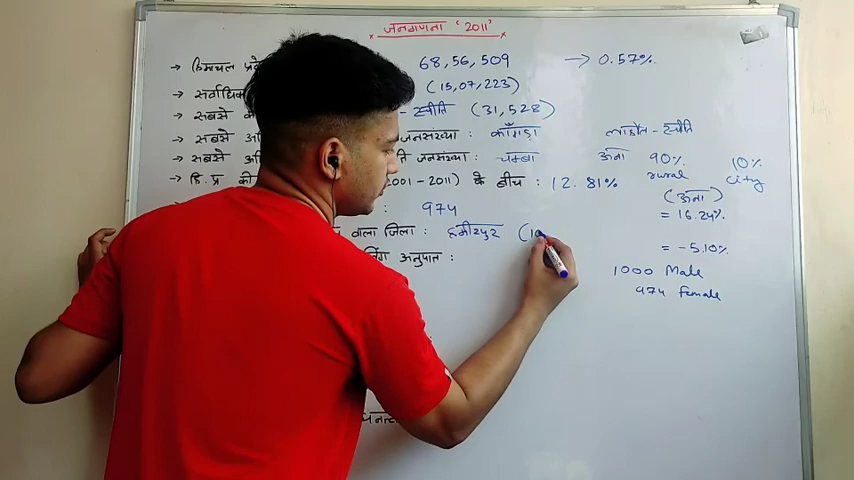 जनगणना '2011'
→ हिमाचल 68,56,509 → 0.57%
→ सर्वाधिक (15,07,223)
→ सबसे - स्पीति (31,528)
→ सबसे जनसंख्या : काँगड़ा लाहौल - स्पीति
→ सबसे जनसंख्या : चम्बा ऊना 90% rural 10% city
→ हि.प्र की 2001 - 2011) के बीच : 12.81% (ऊना) = 16.24%
: 974
वाला जिला : हमीरपुर (10 = -5.10%
लिंग अनुपात :
1000 Male
974 female